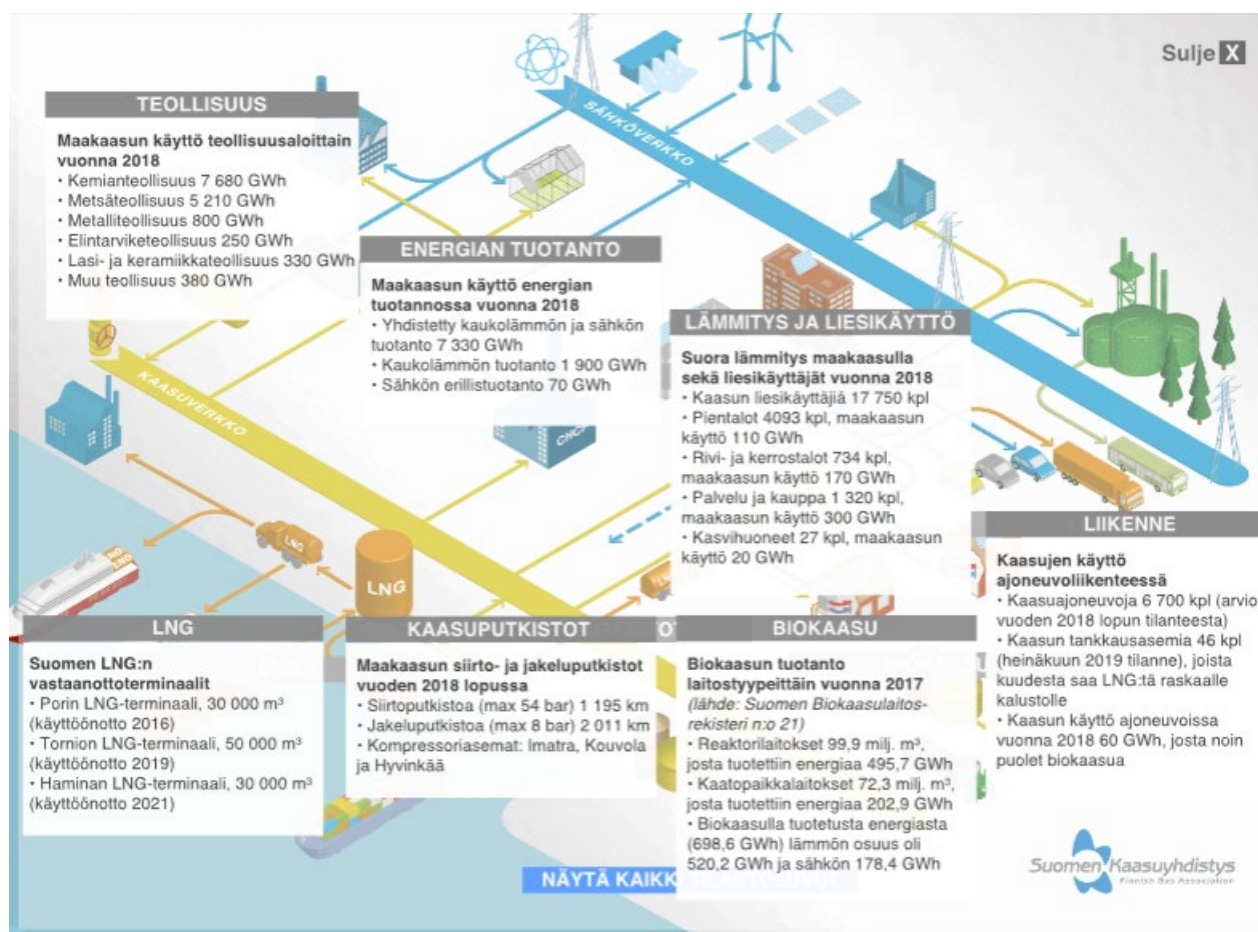 Sulje X
SÄHKÖVERKKO
TEOLLISUUS
Maakaasun käyttö teollisuusaloittain
vuonna 2018
• Kemianteollisuus 7 680 GWh
• Metsäteollisuus 5 210 GWh
• Metalliteollisuus 800 GWh
• Elintarviketeollisuus 250 GWh
• Lasi- ja keramiikkateollisuus 330 GWh
• Muu teollisuus 380 GWh
ENERGIAN TUOTANTO
Maakaasun käyttö energian
tuotannossa vuonna 2018
• Yhdistetty kaukolämmön ja sähkön
tuotanto 7 330 GWh
• Kaukolämmön tuotanto 1 900 GWh
• Sähkön erillistuotanto 70 GWh
LÄMMITYS JA LIESIKÄYTTÖ
Suora lämmitys maakaasulla
sekä liesikäyttäjät vuonna 2018
• Kaasun liesikäyttäjiä 17 750 kpl
• Pientalot 4093 kpl, maakaasun
käyttö 110 GWh
• Rivi- ja kerrostalot 734 kpl,
maakaasun käyttö 170 GWh
• Palvelu ja kauppa 1 320 kpl,
maakaasun käyttö 300 GWh
• Kasvihuoneet 27 kpl, maakaasun
käyttö 20 GWh
KAASUVERKKO
CHCP
LNG
LNG
LNG
LNG
LIIKENNE
Kaasujen käyttö
ajoneuvoliikenteessä
• Kaasuajoneuvoja 6 700 kpl (arvio
vuoden 2018 lopun tilanteesta)
• Kaasun tankkausasemia 46 kpl
(heinäkuun 2019 tilanne), joista
kuudesta saa LNG:tä raskaalle
kalustolle
• Kaasun käyttö ajoneuvoissa
vuonna 2018 60 GWh, josta noin
puolet biokaasua
LNG
Suomen LNG:n
vastaanottoterminaalit
• Porin LNG-terminaali, 30 000 m³
(käyttöönotto 2016)
• Tornion LNG-terminaali, 50 000 m³
(käyttöönotto 2019)
• Haminan LNG-terminaali, 30 000 m³
(käyttöönotto 2021)
KAASUPUTKISTOT
Maakaasun siirto- ja jakeluputkistot
vuoden 2018 lopussa
• Siirtoputkistoa (max 54 bar) 1 195 km
• Jakeluputkistoa (max 8 bar) 2 011 km
• Kompressoriasemat: Imatra, Kouvola
ja Hyvinkää
BIOKAASU
Biokaasun tuotanto
laitostyypeittäin vuonna 2017
(lähde: Suomen Biokaasulaitos-
rekisteri n:o 21)
• Reaktorilaitokset 99,9 milj. m³,
josta tuotettiin energiaa 495,7 GWh
• Kaatopaikkalaitokset 72,3 milj. m³,
josta tuotettiin energiaa 202,9 GWh
• Biokaasulla tuotetusta energiasta
(698,6 GWh) lämmön osuus oli
520,2 GWh ja sähkön 178,4 GWh
NÄYTÄ KAIKK
Suomen Kaasuyhdistys
Finnish Gas Association